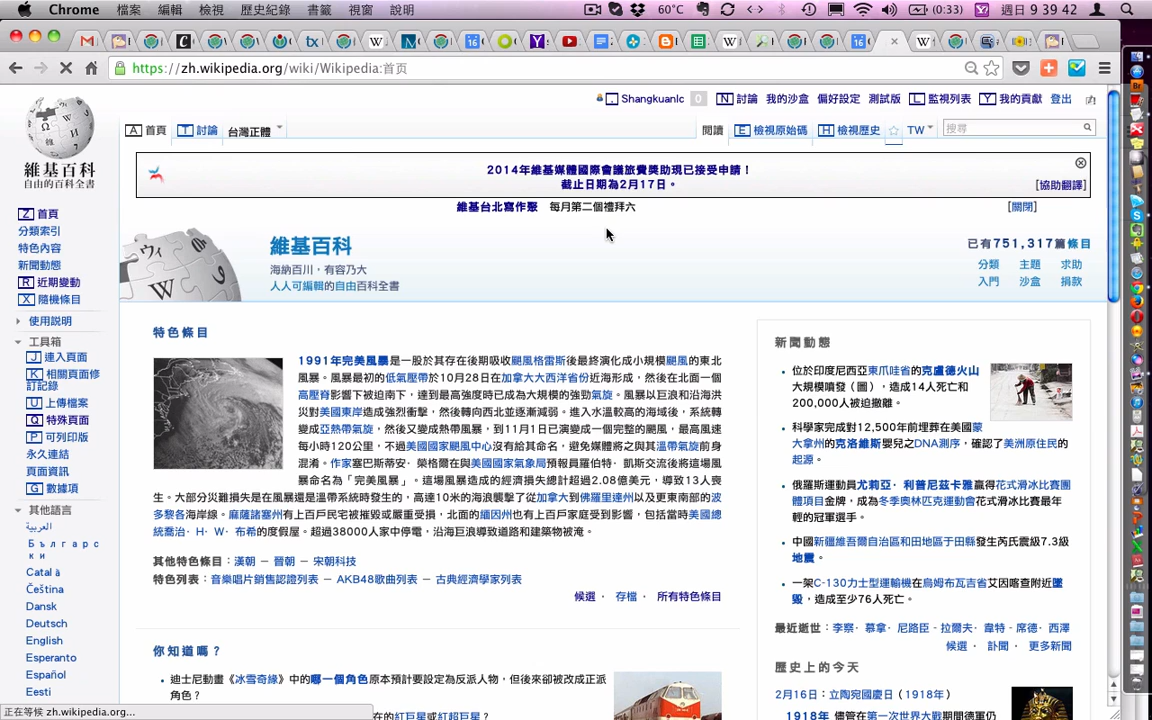 Chrome 檔案 編輯 檢視 歷史紀錄 書籤 視窗 說明 60°C (0:33) 週日 9 39 42
https://zh.wikipedia.org/wiki/Wikipedia:首页
Shangkuanlc 0 N 討論 我的沙盒 偏好設定 測試版 L 監視列表 Y 我的貢獻 登出
A 首頁 T 討論 台灣正體 閱讀 E 檢視原始碼 H 檢視歷史 TW 搜尋
維基百科
自由的百科全書
Z 首頁
分類索引
特色內容
新聞動態
R 近期變動
X 隨機條目
使用說明
工具箱
J 連入頁面
K 相關頁面修
訂記錄
U 上傳檔案
Q 特殊頁面
P 可列印版
永久連結
頁面資訊
G 數據項
其他語言
العربية
Българс
ки
Català
Čeština
Dansk
Deutsch
English
Esperanto
Español
Eesti
2014年維基媒體國際會議旅費獎助現已接受申請！
截止日期為2月17日。
[協助翻譯]
維基台北寫作聚 每月第二個禮拜六 [關閉]
維基百科
海納百川，有容乃大
人人可編輯的自由百科全書
已有751,317篇條目
分類 主題 求助
入門 沙盒 捐款
特色條目
1991年完美風暴是一股於其存在後期吸收颶風格雷斯後最終演化成小規模颶風的東北
風暴。風暴最初的低氣壓帶於10月28日在加拿大大西洋省份近海形成，然後在北面一個
高壓脊影響下被迫南下，達到最高強度時已成為大規模的強勁氣旋。風暴以巨浪和沿海洪
災對美國東岸造成強烈衝擊，然後轉向西北並逐漸減弱。進入水溫較高的海域後，系統轉
變成亞熱帶氣旋，然後又變成熱帶風暴，到11月1日已演變成一個完整的颶風，最高風速
每小時120公里，不過美國國家颶風中心沒有給其命名，避免媒體將之與其溫帶氣旋前身
混淆。作家塞巴斯蒂安·榮格爾在與美國國家氣象局預報員羅伯特·凱斯交流後將這場風
暴命名為「完美風暴」。這場風暴造成的經濟損失總計超過2.08億美元，導致13人喪
生。大部分災難損失是在風暴還是溫帶系統時發生的，高達10米的海浪襲擊了從加拿大到佛羅里達州以及更東南部的波
多黎各海岸線。麻薩諸塞州有上百戶民宅被摧毀或嚴重受損，北面的緬因州也有上百戶家庭受到影響，包括當時美國總
統喬治·H·W·布希的度假屋。超過38000人家中停電，沿海巨浪導致道路和建築物被淹。
其他特色條目：漢朝 － 晉朝 － 宋朝科技
特色列表：音樂唱片銷售認證列表 － AKB48歌曲列表 － 古典經濟學家列表
候選 · 存檔 · 所有特色條目
你知道嗎？
迪士尼動畫《冰雪奇緣》中的哪一個角色原本預計要設定為反派人物，但後來卻被改成正派
角色？
在的紅巨星或紅超巨星？
新聞動態
位於印度尼西亞東爪哇省的克盧德火山
大規模噴發（圖），造成14人死亡和
200,000人被迫撤離。
科學家完成對12,500年前埋葬在美國蒙
大拿州的克洛維斯嬰兒之DNA測序，確認了美洲原住民的
起源。
俄羅斯運動員尤莉亞·利普尼茲卡雅贏得花式滑冰比賽團
體項目金牌，成為冬季奧林匹克運動會花式滑冰比賽最年
輕的冠軍選手。
中國新疆維吾爾自治區和田地區于田縣發生芮氏震級7.3級
地震。
一架C-130力士型運輸機在烏姆布瓦吉省艾因喀查附近墜
毀，造成至少76人死亡。
最近逝世：李察·慕拿· 尼路臣 - 拉爾夫·韋特 - 席德·西澤
候選 · 訃聞 · 更多新聞
歷史上的今天
2月16日：立陶宛國慶日（1918年）
1918年 儘管在第一次世界大戰期間德軍仍
正在等候 zh.wikipedia.org...